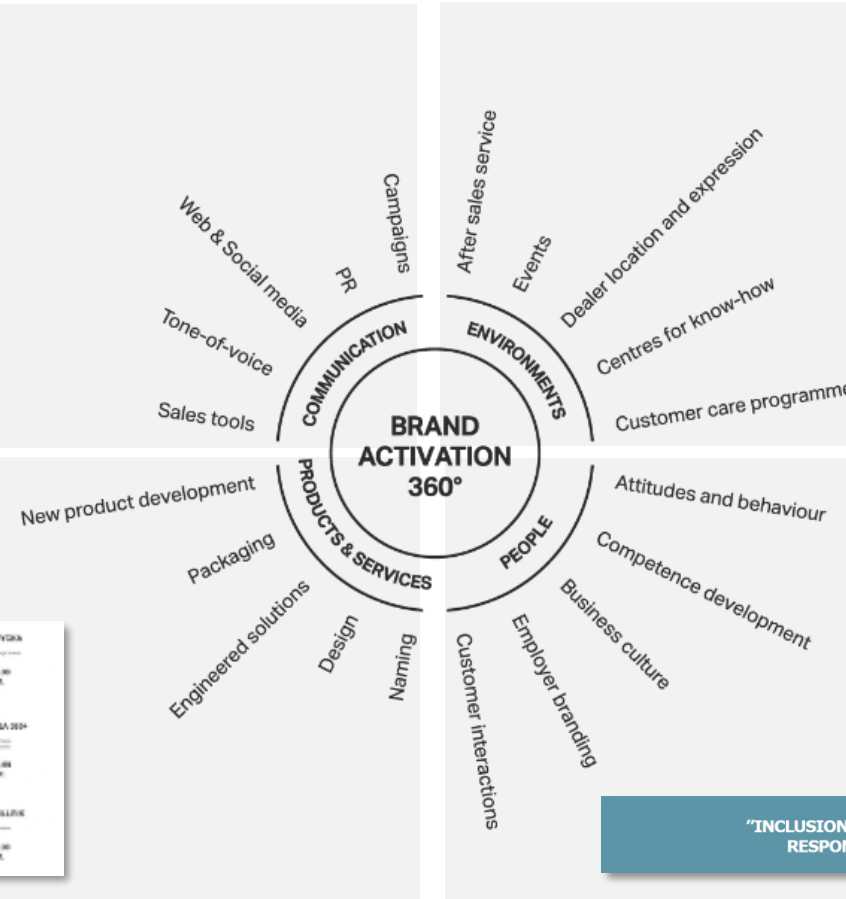 Campaigns
PR
Web & Social media
Tone-of-voice
Sales tools
COMMUNICATION
After sales service
Events
Dealer location and expression
Centres for know-how
Customer care programme
ENVIRONMENTS
BRAND
ACTIVATION
360°
New product development
Packaging
Engineered solutions
Design
Naming
PRODUCTS & SERVICES
PEOPLE
Attitudes and behaviour
Competence development
Business culture
Employer branding
Customer interactions
”INCLUSION
RESPON